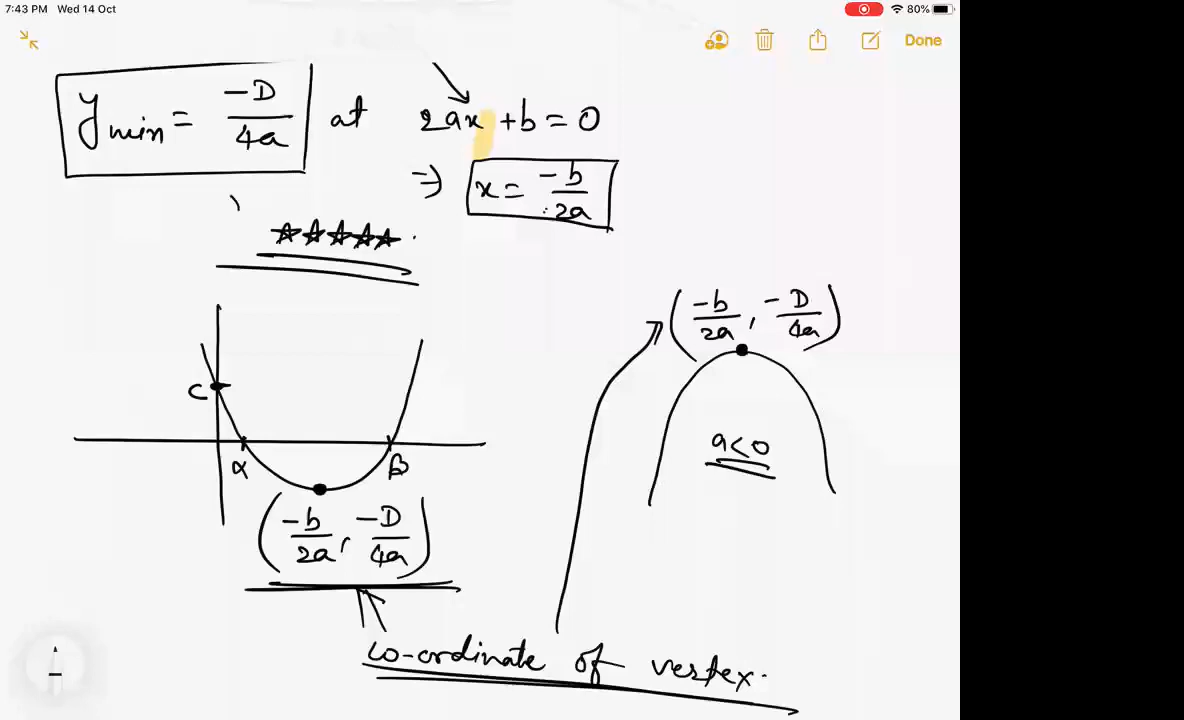 7:43 PM Wed 14 Oct
80%
Done
y min = -D/4a at 2ax + b = 0
⇒ x = -b/2a
(-b/2a, -D/4a)
C
a<0
α β
(-b/2a, -D/4a)
co-ordinate of vertex.